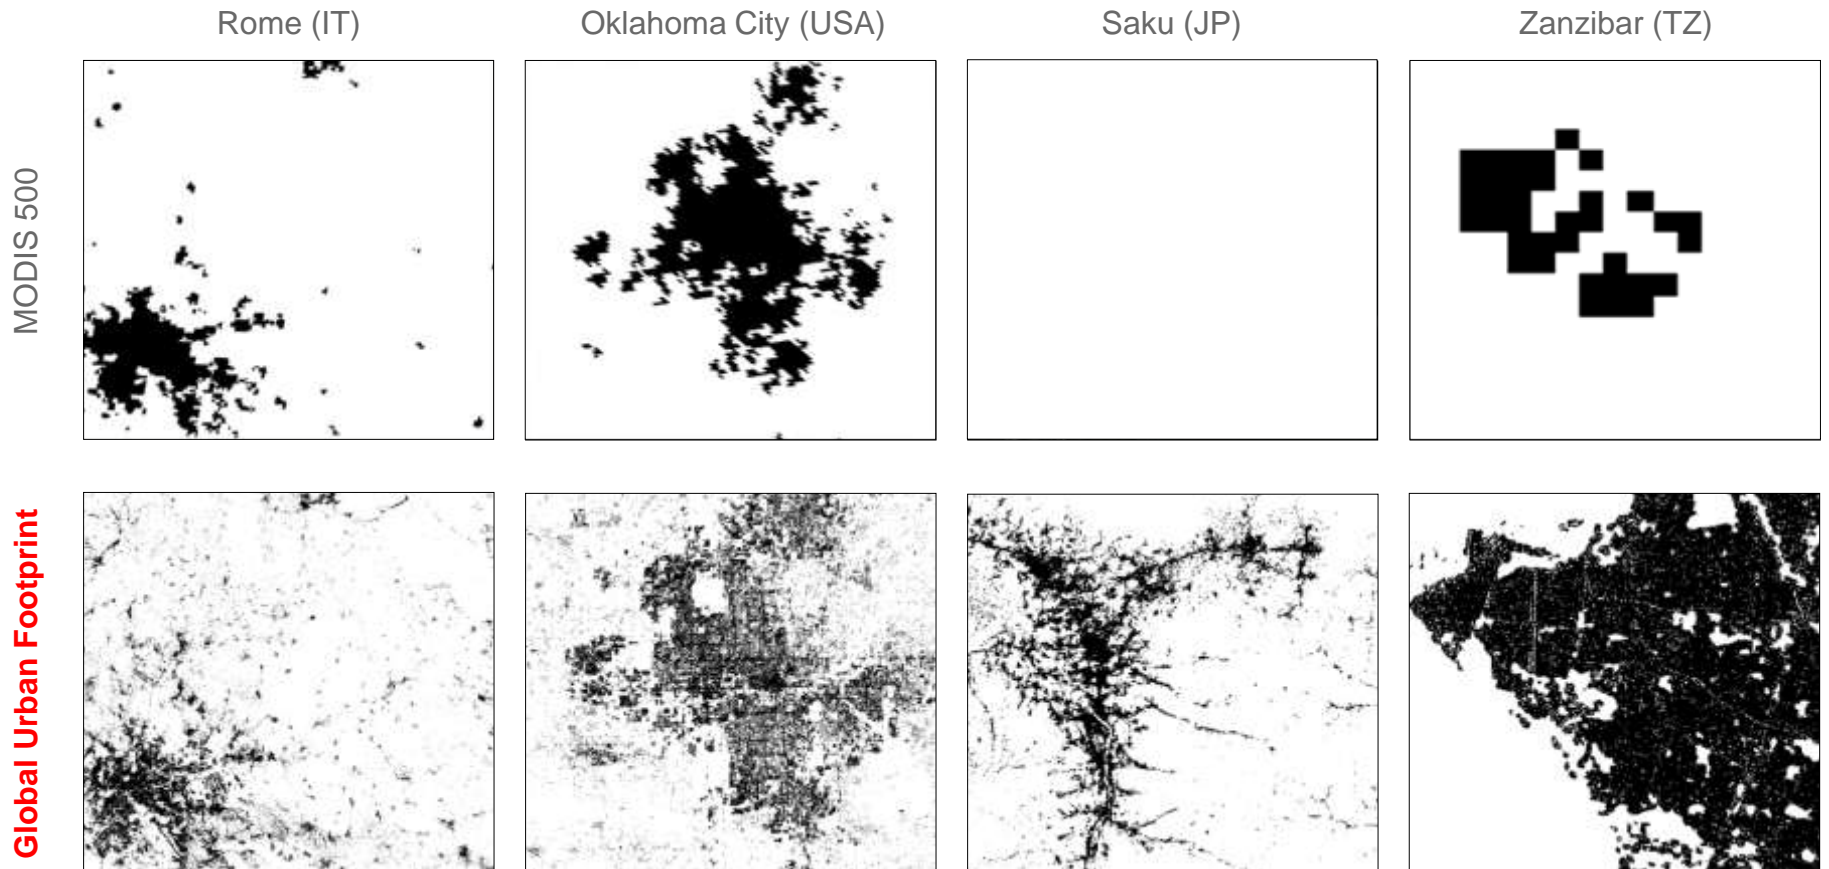 Rome (IT)
Oklahoma City (USA)
Saku (JP)
Zanzibar (TZ)
MODIS 500
Global Urban Footprint